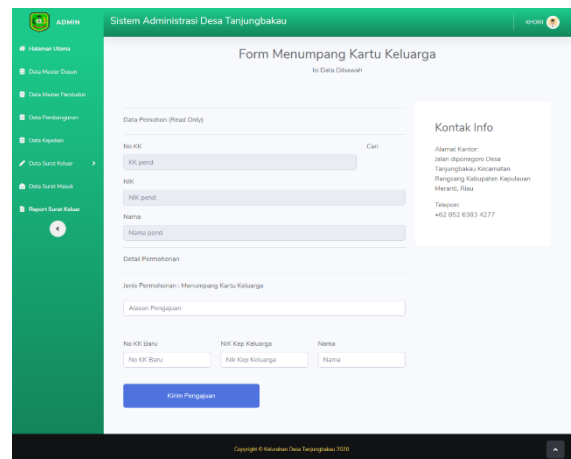 ADMIN
Sistem Administrasi Desa Tanjungbakau
KHOIRI
Halaman Utama
Data Master Dusun
Data Master Penduduk
Data Pembangunan
Data Kejadian
Data Surat Keluar
Data Surat Masuk
Report Surat Keluar
Form Menumpang Kartu Keluarga
Isi Data Dibawah
Data Pemohon (Read Only)
No KK
Cari
KK pend
NIK
NIK pend
Nama
Nama pend
Detail Permohonan
Jenis Permohonan : Menumpang Kartu Keluarga
Alasan Pengajuan
No KK Baru
NIK Kep Keluarga
Nama
No KK Baru
Nik Kep Keluarga
Nama
Kirim Pengajuan
Kontak Info
Alamat Kantor:
Jalan diponegoro Desa
Tanjungbakau Kecamatan
Rangsang Kabupaten Kepulauan
Meranti, Riau
Telepon:
+62 852 6383 4277
Copyright © Kelurahan Desa Tanjungbakau 2020